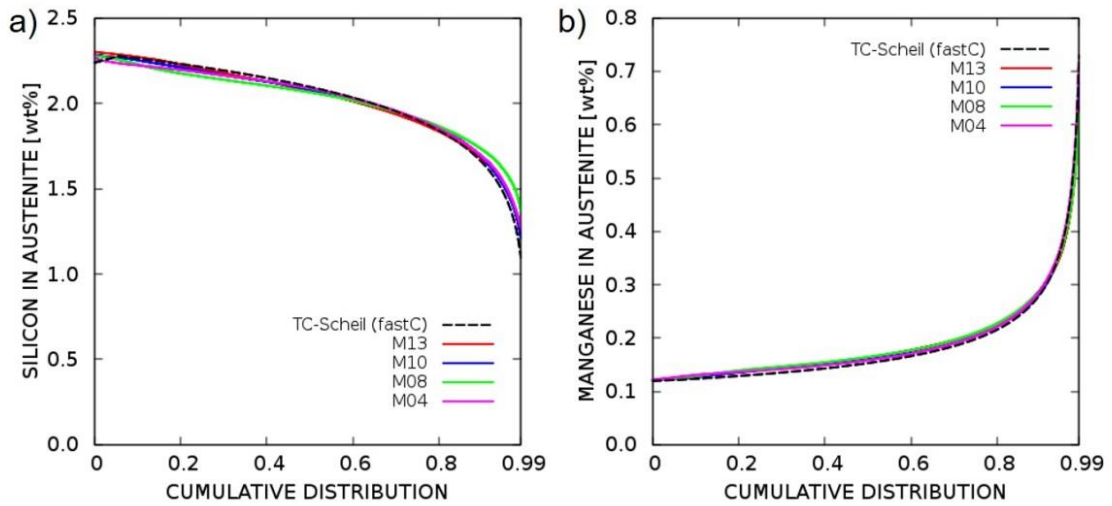 a)
2.5
2.0
1.5
1.0
0.5
0.0
SILICON IN AUSTENITE [wt%]
TC-Scheil (fastC)
M13
M10
M08
M04
0
0.2
0.4
0.6
0.8
0.99
CUMULATIVE DISTRIBUTION
b)
0.8
0.7
0.6
0.5
0.4
0.3
0.2
0.1
0.0
MANGANESE IN AUSTENITE [wt%]
TC-Scheil (fastC)
M13
M10
M08
M04
0
0.2
0.4
0.6
0.8
0.99
CUMULATIVE DISTRIBUTION